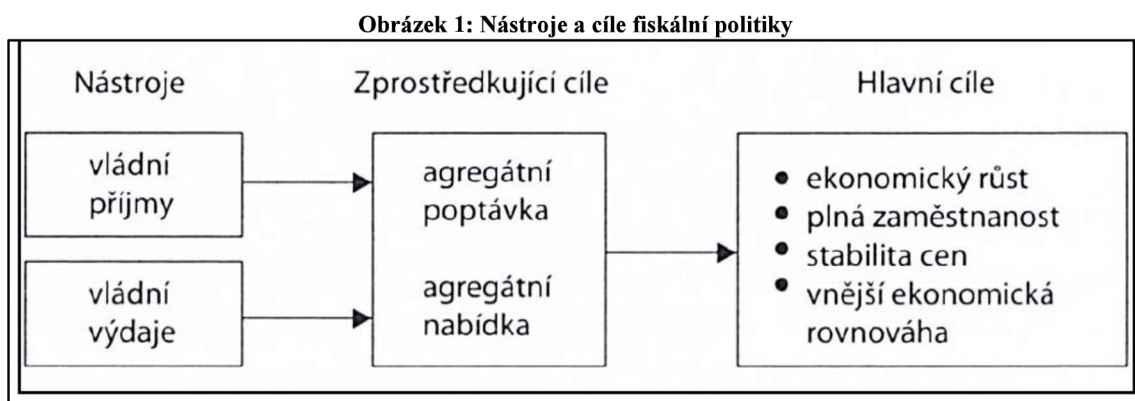 Obrázek 1: Nástroje a cíle fiskální politiky
Nástroje
Zprostředkující cíle
Hlavní cíle
vládní
příjmy
vládní
výdaje
agregátní
poptávka
agregátní
nabídka
• ekonomický růst
• plná zaměstnanost
• stabilita cen
• vnější ekonomická
rovnováha